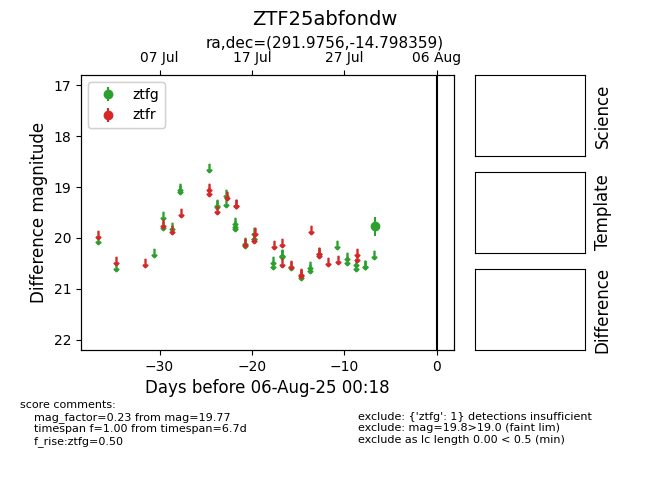 ZTF25abfondw
ra,dec=(291.9756,-14.798359)
07 Jul 17 Jul 27 Jul 06 Aug
ztfg
ztfr
17
18
19
20
21
22
Difference magnitude
−30 −20 −10 0
Days before 06-Aug-25 00:18
Science
Template
Difference
score comments:
mag_factor=0.23 from mag=19.77
timespan f=1.00 from timespan=6.7d
f_rise:ztfg=0.50
exclude: {'ztfg': 1} detections insufficient
exclude: mag=19.8>19.0 (faint lim)
exclude as lc length 0.00 < 0.5 (min)